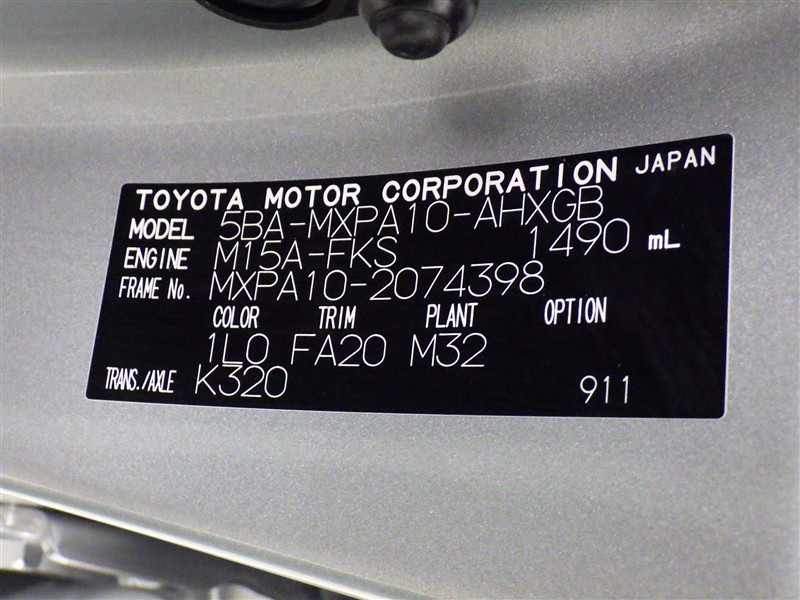 TOYOTA MOTOR CORPORATION JAPAN
MODEL 5BA-MXPA10-AHXGB
ENGINE M15A-FKS 1490 mL
FRAME No. MXPA10-2074398
COLOR TRIM PLANT OPTION
1L0 FA20 M32
TRANS./AXLE K320 911